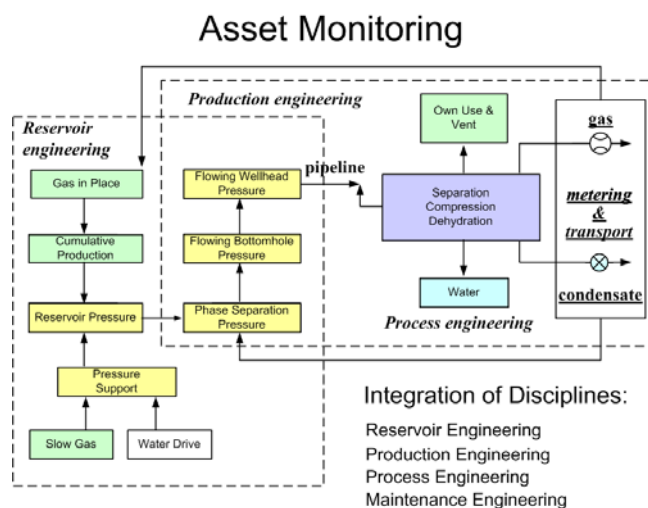 Asset Monitoring
Production engineering
Reservoir
engineering
Own Use &
Vent
gas
pipeline
Gas in Place
Flowing Wellhead
Pressure
Separation
Compression
Dehydration
metering
&
transport
Cumulative
Production
Flowing Bottomhole
Pressure
Water
condensate
Reservoir Pressure
Phase Separation
Pressure
Process engineering
Pressure
Support
Slow Gas
Water Drive
Integration of Disciplines:
Reservoir Engineering
Production Engineering
Process Engineering
Maintenance Engineering